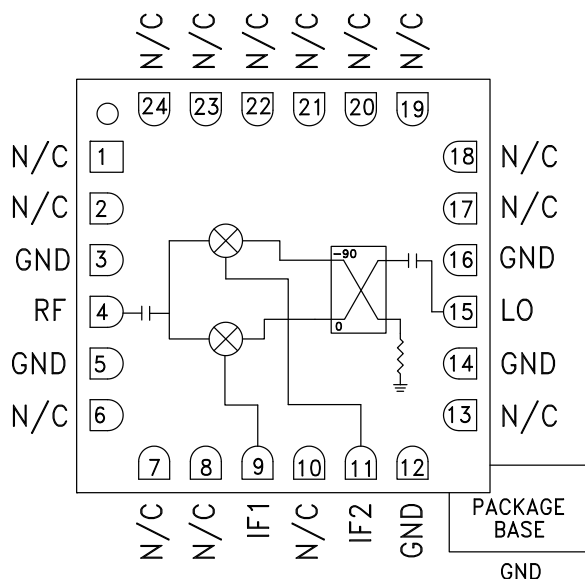 N/C N/C N/C N/C N/C N/C
24 23 22 21 20 19
N/C 1 18 N/C
N/C 2 17 N/C
GND 3 16 GND
-90
RF 4 15 LO
0
GND 5 14 GND
N/C 6 13 N/C
7 8 9 10 11 12
N/C N/C IF1 N/C IF2 GND
PACKAGE
BASE
GND